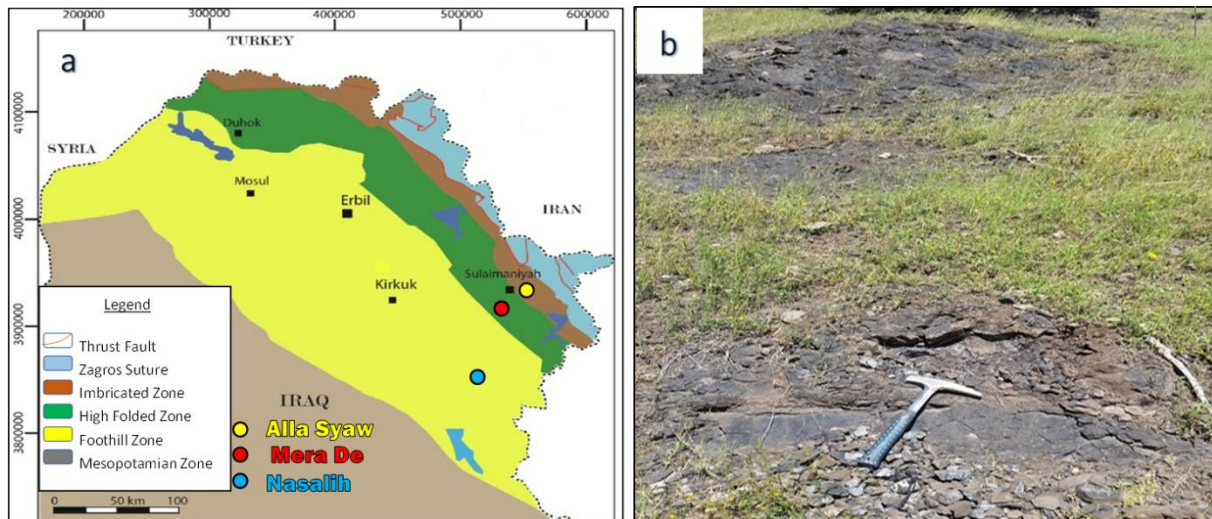 200000 300000 400000 500000 600000
TURKEY
a
4100000
Duhok
SYRIA
Mosul
Erbil
4000000
IRAN
Sulaimaniyah
Kirkuk
3900000
Legend
Thrust Fault
Zagros Suture
Imbricated Zone
High Folded Zone
Foothill Zone
Mesopotamian Zone
IRAQ
3800000
Alla Syaw
Mera De
Nasalih
0 50 km 100
b